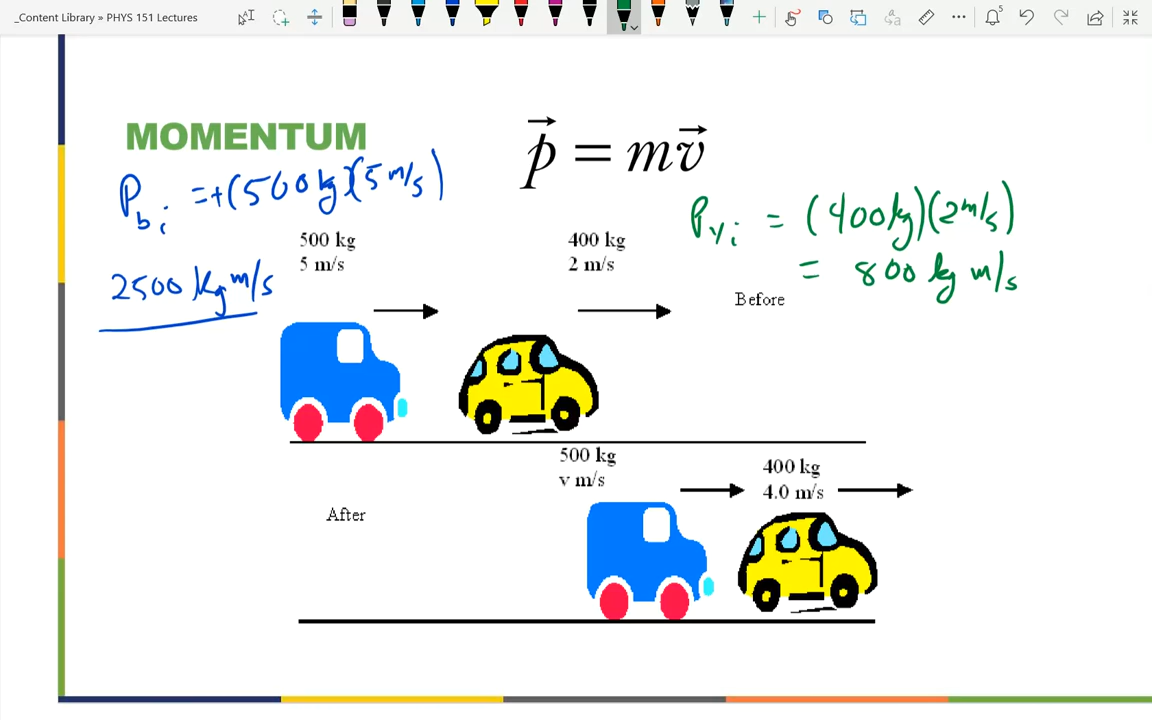 _Content Library » PHYS 151 Lectures
5
MOMENTUM
p = mv
P_bi = +(500 kg)(5 m/s)
2500 kg m/s
P_Yi = (400 kg)(2 m/s)
= 800 kg m/s
500 kg
5 m/s
400 kg
2 m/s
Before
500 kg
v m/s
400 kg
4.0 m/s
After